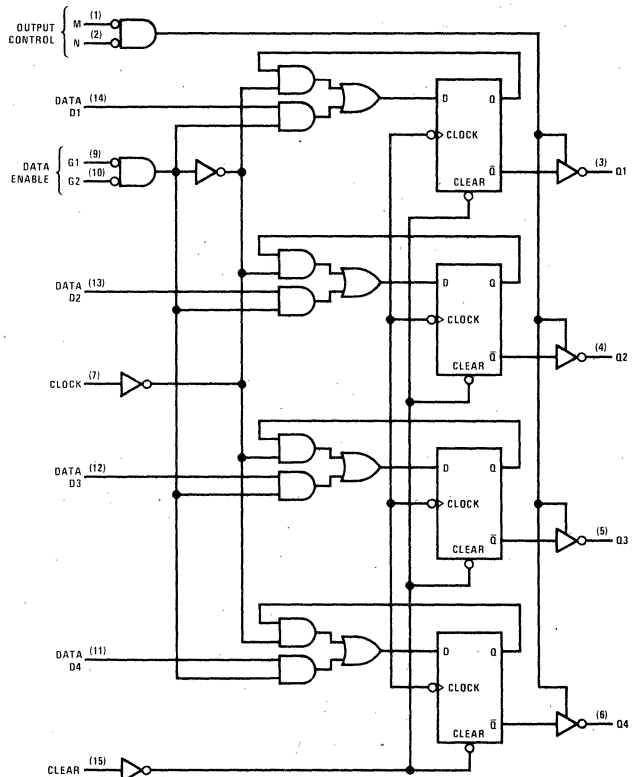 OUTPUT CONTROL M (1)
N (2)
DATA D1 (14)
DATA ENABLE G1 (9)
G2 (10)
D Q
CLOCK
Q̅
CLEAR
(3) Q1
DATA D2 (13)
D Q
CLOCK
Q̅
CLEAR
(4) Q2
CLOCK (7)
DATA D3 (12)
D Q
CLOCK
Q̅
CLEAR
(5) Q3
DATA D4 (11)
D Q
CLOCK
Q̅
CLEAR
(6) Q4
CLEAR (15)